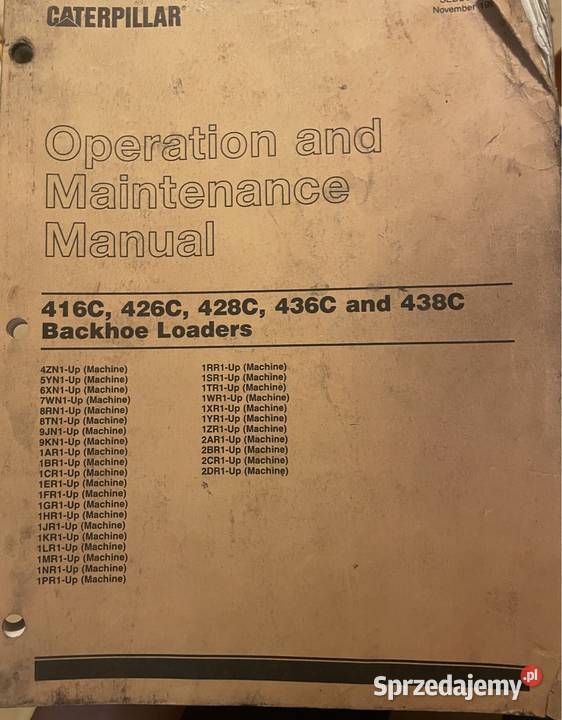 CATERPILLAR®
November
Operation and
Maintenance
Manual
416C, 426C, 428C, 436C and 438C
Backhoe Loaders
4ZN1-Up (Machine)
5YN1-Up (Machine)
6XN1-Up (Machine)
7WN1-Up (Machine)
8RN1-Up (Machine)
8TN1-Up (Machine)
9JN1-Up (Machine)
9KN1-Up (Machine)
1AR1-Up (Machine)
1BR1-Up (Machine)
1CR1-Up (Machine)
1ER1-Up (Machine)
1FR1-Up (Machine)
1GR1-Up (Machine)
1HR1-Up (Machine)
1JR1-Up (Machine)
1KR1-Up (Machine)
1LR1-Up (Machine)
1MR1-Up (Machine)
1NR1-Up (Machine)
1PR1-Up (Machine)
1RR1-Up (Machine)
1SR1-Up (Machine)
1TR1-Up (Machine)
1WR1-Up (Machine)
1XR1-Up (Machine)
1YR1-Up (Machine)
1ZR1-Up (Machine)
2AR1-Up (Machine)
2BR1-Up (Machine)
2CR1-Up (Machine)
2DR1-Up (Machine)
Sprzedajemy.pl